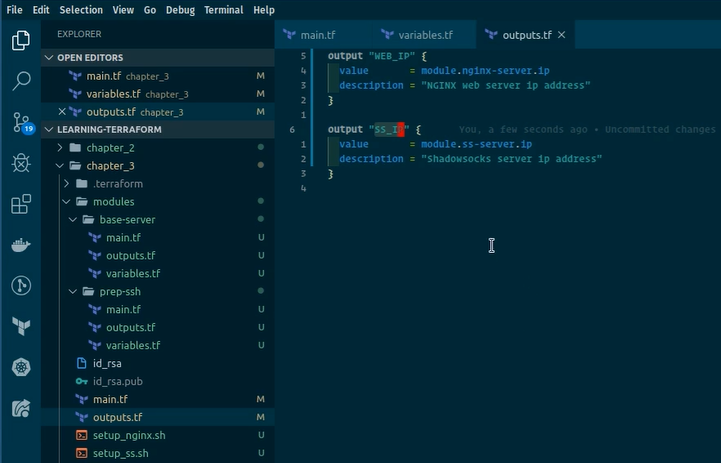 File Edit Selection View Go Debug Terminal Help
EXPLORER
main.tf variables.tf outputs.tf
OPEN EDITORS
main.tf chapter_3 M
variables.tf chapter_3 M
outputs.tf chapter_3 M
LEARNING-TERRAFORM
chapter_2
chapter_3
.terraform
modules
base-server
main.tf U
outputs.tf U
variables.tf U
prep-ssh
main.tf U
outputs.tf U
variables.tf U
id_rsa
id_rsa.pub
main.tf M
outputs.tf M
setup_nginx.sh U
setup_ss.sh U
19
5 output "WEB_IP" {
4 value = module.nginx-server.ip
3 description = "NGINX web server ip address"
2 }
1
6 output "SS_IP" { You, a few seconds ago • Uncommitted changes
1 value = module.ss-server.ip
2 description = "Shadowsocks server ip address"
3 }
4